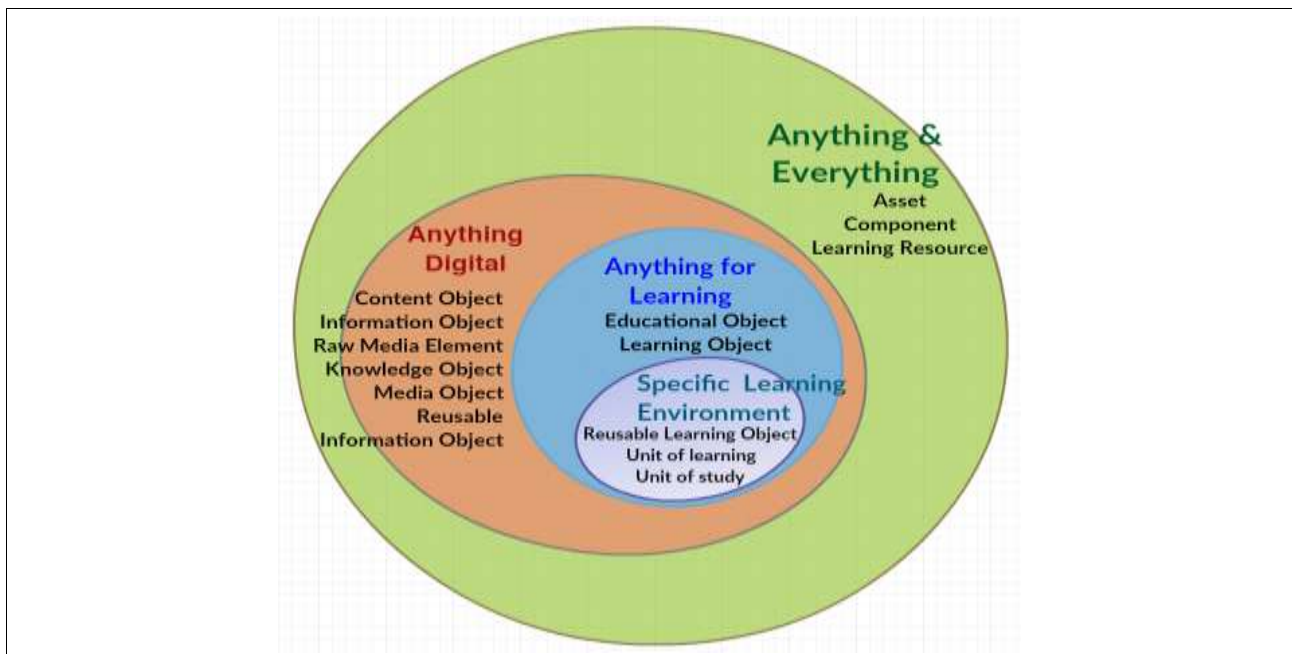 Anything &
Everything
Asset
Component
Learning Resource
Anything
Digital
Content Object
Information Object
Raw Media Element
Knowledge Object
Media Object
Reusable
Information Object
Anything for
Learning
Educational Object
Learning Object
Specific Learning
Environment
Reusable Learning Object
Unit of learning
Unit of study